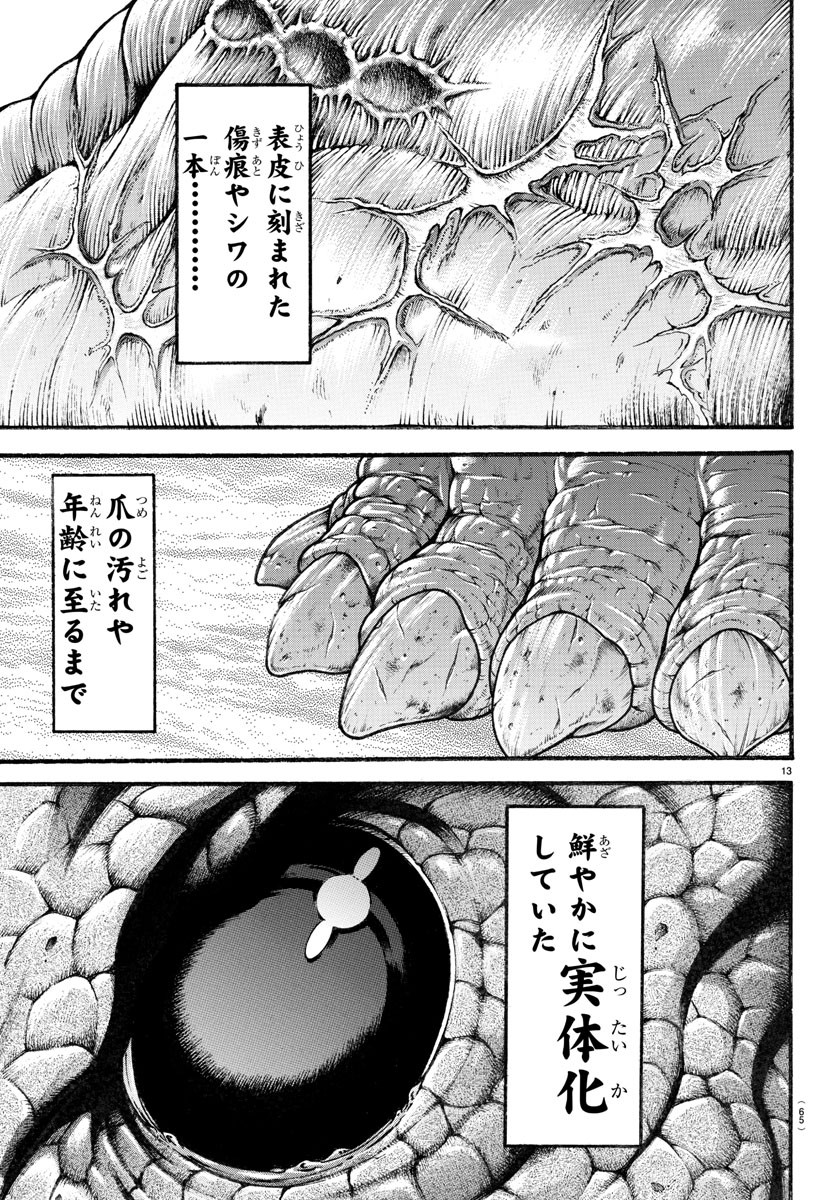 表皮に刻まれた
傷痕やシワの
一本………
爪の汚れや
年齢に至るまで
13
鮮やかに実体化
していた
(65)